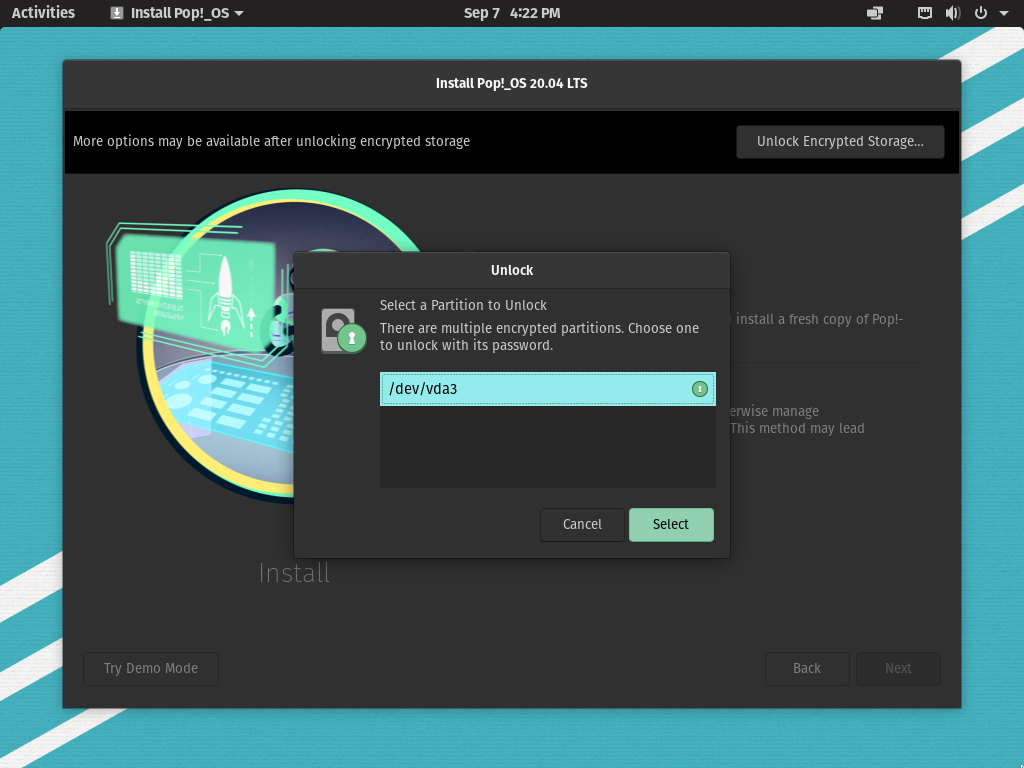 Activities
Install Pop!_OS
Sep 7 4:22 PM
Install Pop!_OS 20.04 LTS
More options may be available after unlocking encrypted storage
Unlock Encrypted Storage...
Unlock
Select a Partition to Unlock
There are multiple encrypted partitions. Choose one
to unlock with its password.
/dev/vda3
Cancel
Select
install a fresh copy of Pop!-
manage
This method may lead
Install
Try Demo Mode
Back
Next